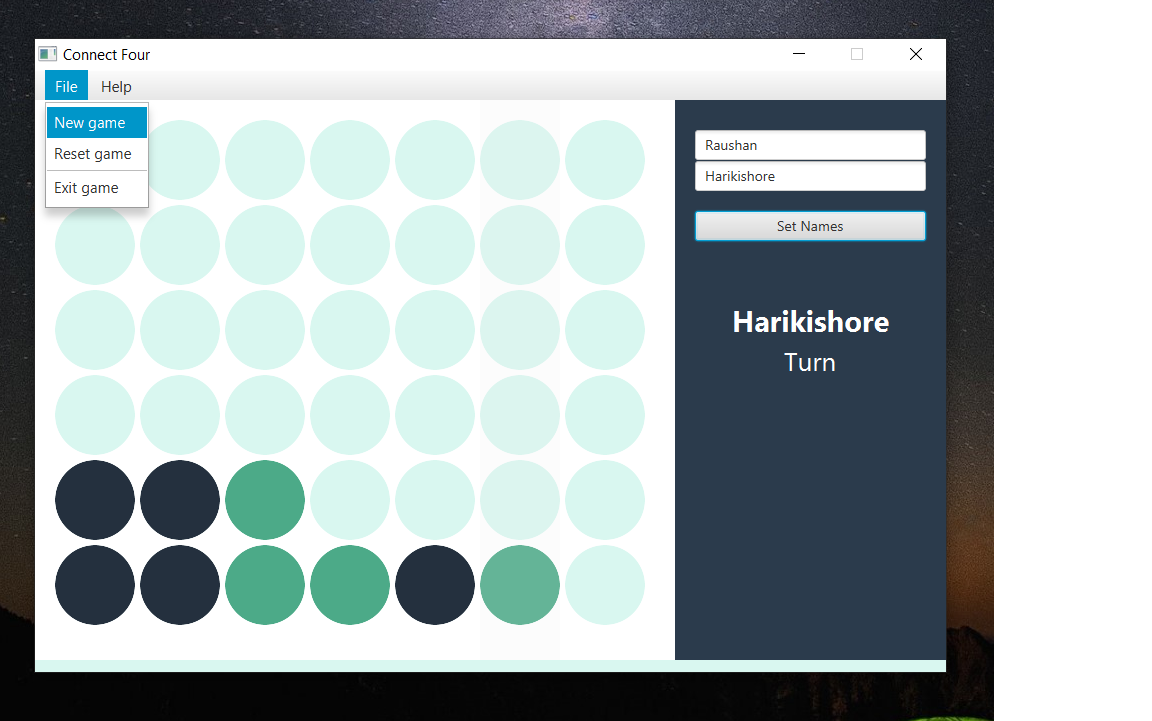 Connect Four
File Help
New game
Reset game
Exit game
Raushan
Harikishore
Set Names
Harikishore
Turn